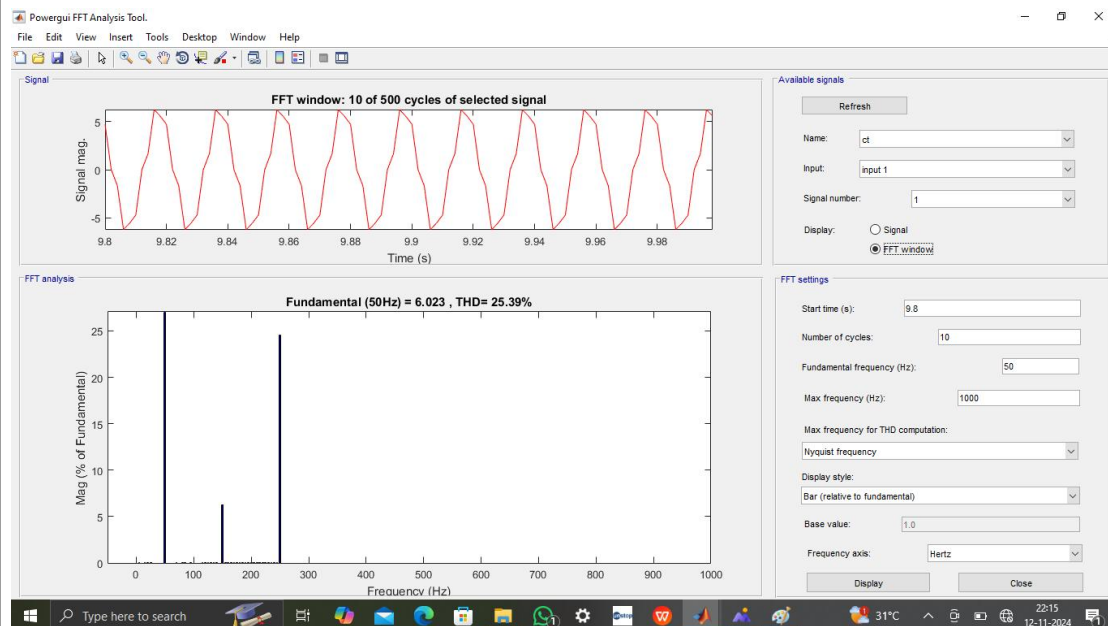 Powergui FFT Analysis Tool.
File Edit View Insert Tools Desktop Window Help
Signal
FFT window: 10 of 500 cycles of selected signal
Signal mag.
5
0
-5
9.8 9.82 9.84 9.86 9.88 9.9 9.92 9.94 9.96 9.98
Time (s)
FFT analysis
Fundamental (50Hz) = 6.023 , THD= 25.39%
Mag (% of Fundamental)
25
20
15
10
5
0
0 100 200 300 400 500 600 700 800 900 1000
Frequency (Hz)
Available signals
Refresh
Name: ct
Input: input 1
Signal number: 1
Display: Signal
FFT window
FFT settings
Start time (s): 9.8
Number of cycles: 10
Fundamental frequency (Hz): 50
Max frequency (Hz): 1000
Max frequency for THD computation:
Nyquist frequency
Display style:
Bar (relative to fundamental)
Base value: 1.0
Frequency axis: Hertz
Display Close
Type here to search
31°C
22:15
12-11-2024